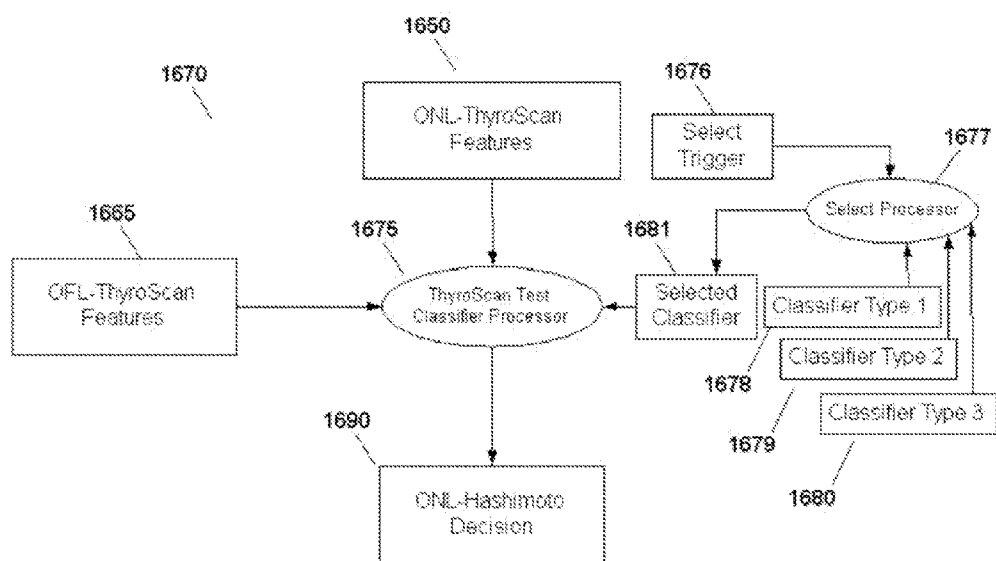 1650
1670
1676
ONL-ThyroScan
Features
Select
Trigger
1677
1665
1675
1681
Select Processor
OFL-ThyroScan
Features
ThyroScan Test
Classifier Processor
Selected
Classifier
Classifier Type 1
Classifier Type 2
1678
Classifier Type 3
1679
1690
1680
ONL-Hashimoto
Decision